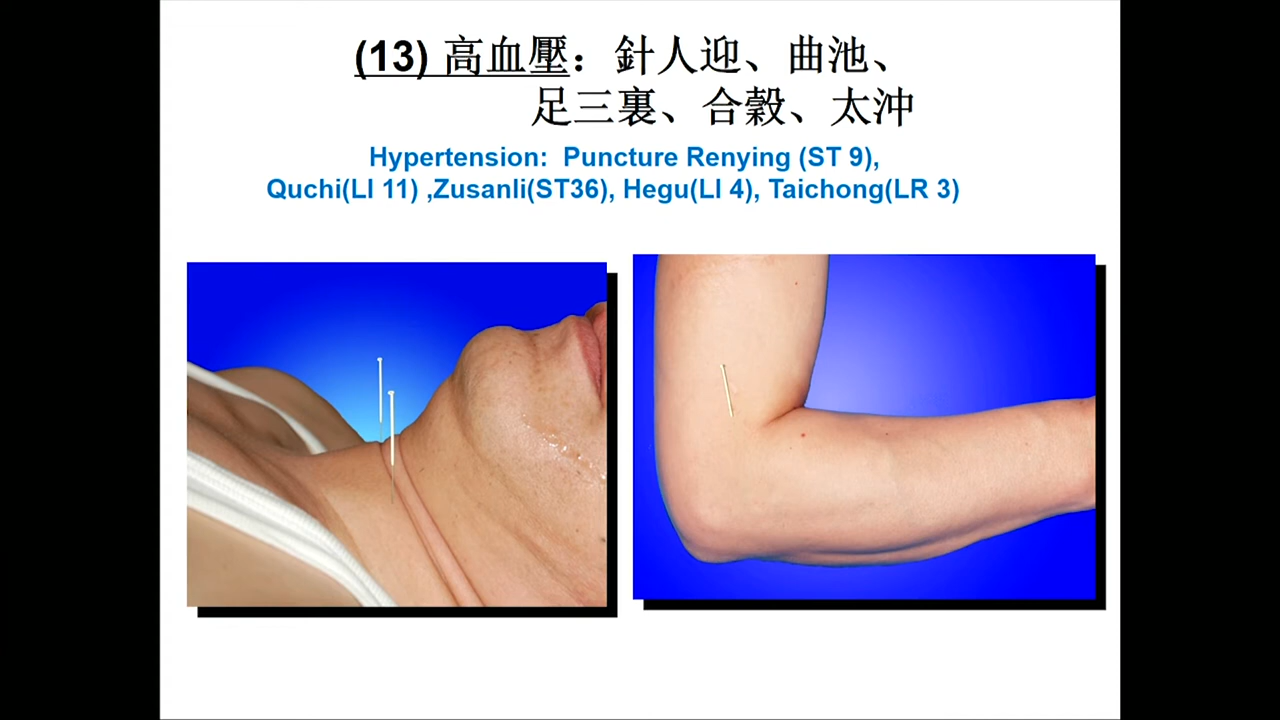 (13) 高血壓：針人迎、曲池、
足三裏、合穀、太沖
Hypertension: Puncture Renying (ST 9),
Quchi(LI 11) ,Zusanli(ST36), Hegu(LI 4), Taichong(LR 3)